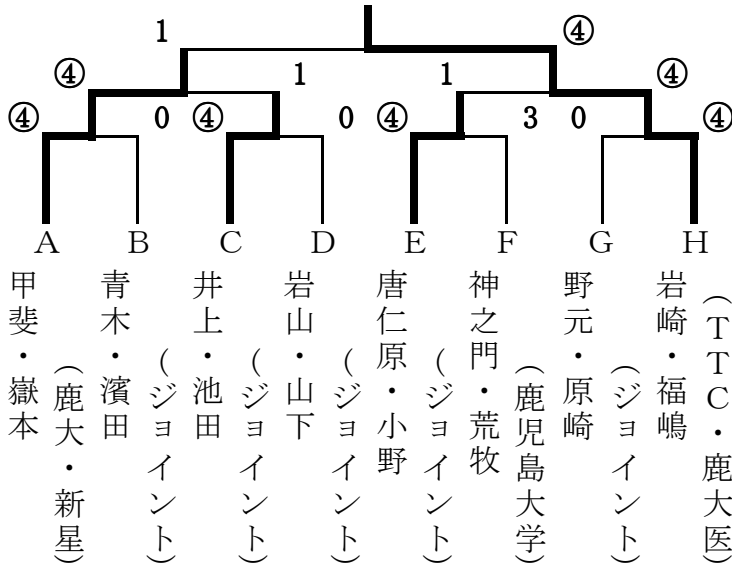 1 ④
④ 1 1 ④
④ 0 ④ 0 ④ 3 0 ④
A B C D E F G H
甲斐・嶽本
(鹿大・新星)
青木・濱田
(ジョイント)
井上・池田
(ジョイント)
岩山・山下
(ジョイント)
唐仁原・小野
(ジョイント)
神之門・荒牧
(鹿児島大学)
野元・原崎
(ジョイント)
岩崎・福嶋
(TTC・鹿大医)